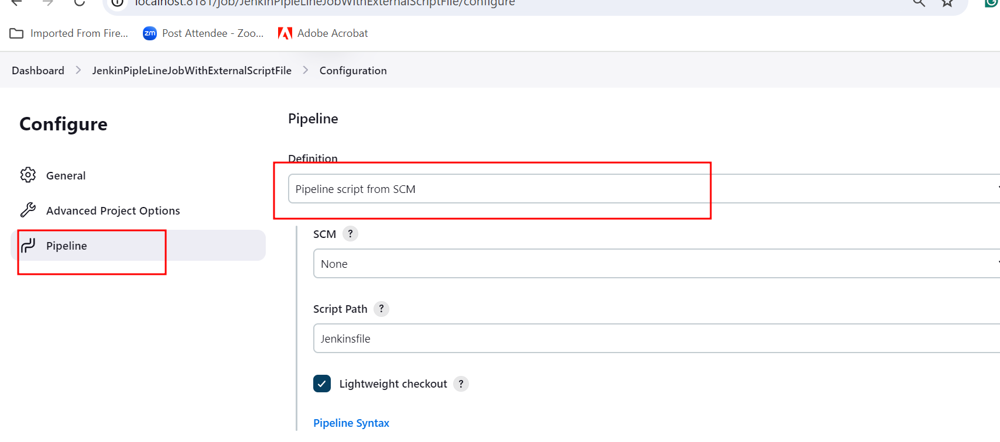 localhost:8181/job/JenkinPipleLineJobWithExternalScriptFile/configure
Imported From Fire... zm Post Attendee - Zoo... Adobe Acrobat
Dashboard > JenkinPipleLineJobWithExternalScriptFile > Configuration
Configure
General
Advanced Project Options
Pipeline
Pipeline
Definition
Pipeline script from SCM
SCM ?
None
Script Path ?
Jenkinsfile
Lightweight checkout ?
Pipeline Syntax